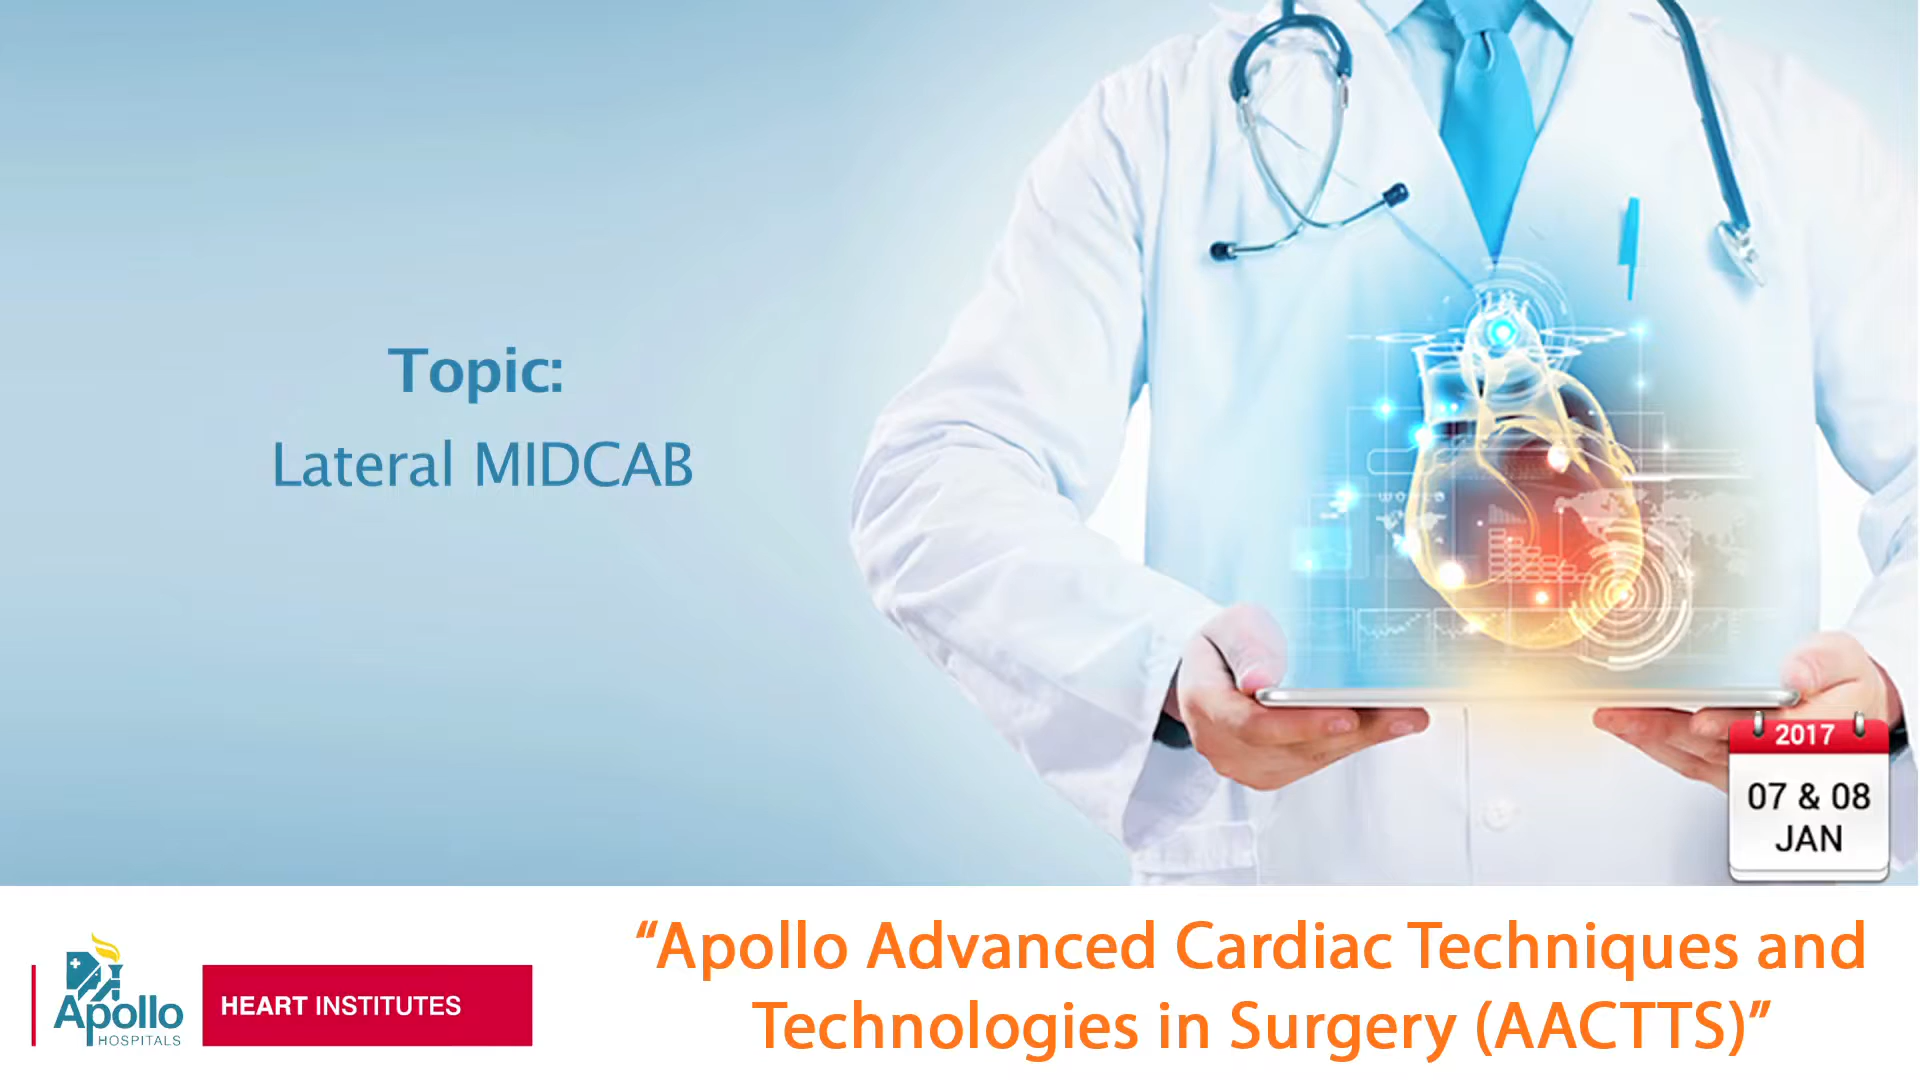 Topic:
Lateral MIDCAB
WORLD
2017
07 & 08
JAN
Apollo
HOSPITALS
HEART INSTITUTES
“Apollo Advanced Cardiac Techniques and
Technologies in Surgery (AACTTS)”